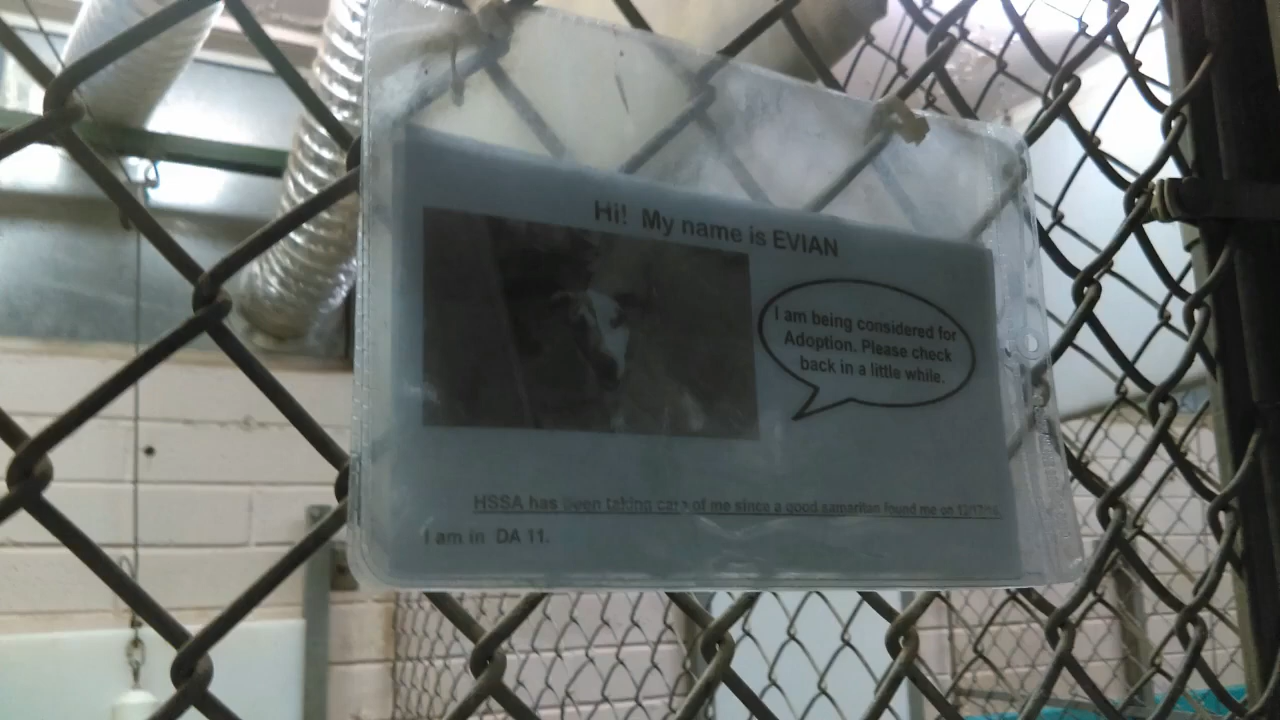 Hi! My name is EVIAN
I am being considered for
Adoption. Please check
back in a little while.
HSSA has been taking care of me since a good samaritan found me on
I am in DA 11.